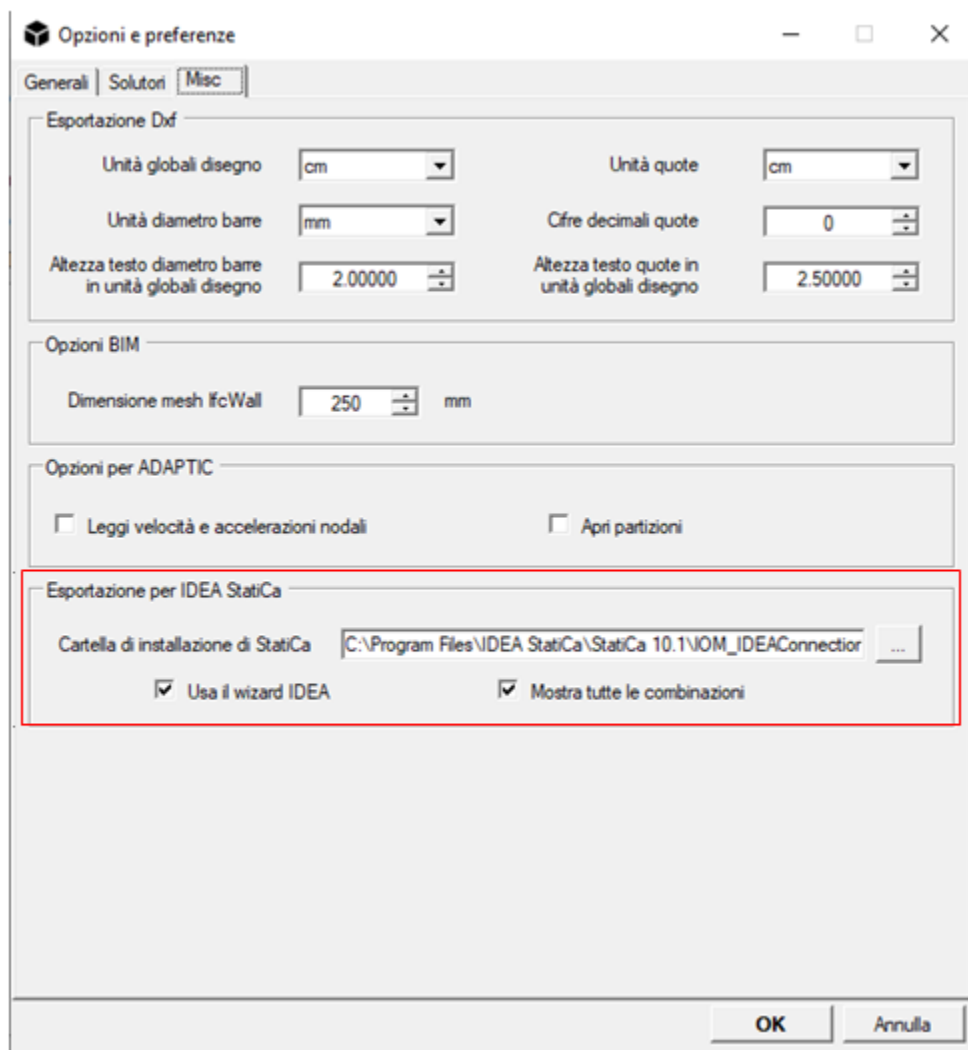 Opzioni e preferenze
Generali Solutori Misc
Esportazione Dxf
Unità globali disegno cm Unità quote cm
Unità diametro barre mm Cifre decimali quote 0
Altezza testo diametro barre
in unità globali disegno 2.00000
Altezza testo quote in
unità globali disegno 2.50000
Opzioni BIM
Dimensione mesh IfcWall 250 mm
Opzioni per ADAPTIC
Leggi velocità e accelerazioni nodali Apri partizioni
Esportazione per IDEA StatiCa
Cartella di installazione di StatiCa C:\Program Files\IDEA StatiCa\StatiCa 10.1\IOM_IDEAConnection ...
Usa il wizard IDEA Mostra tutte le combinazioni
OK Annulla